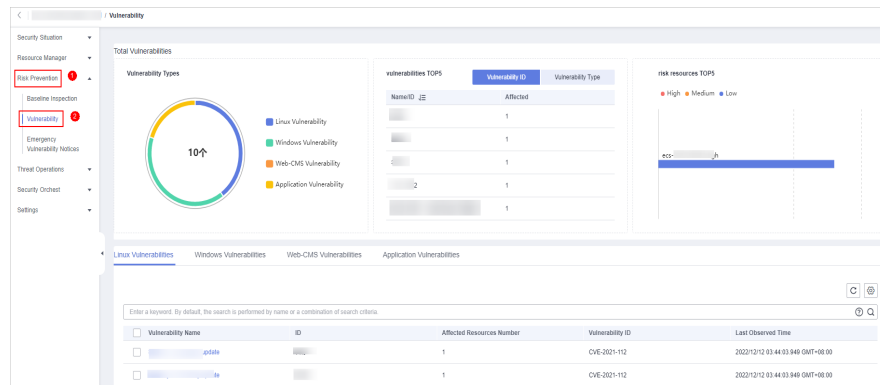 / Vulnerability
Security Situation
Resource Manager
Risk Prevention 1
Baseline Inspection
Vulnerability 2
Emergency
Vulnerability Notices
Threat Operations
Security Orchest
Settings
Total Vulnerabilities
Vulnerability Types
10个
Linux Vulnerability
Windows Vulnerability
Web-CMS Vulnerability
Application Vulnerability
vulnerabilities TOP5 Vulnerability ID Vulnerability Type
Name/ID Affected
1
1
1
2 1
1
risk resources TOP5
High Medium Low
ecs- jh
Linux Vulnerabilities Windows Vulnerabilities Web-CMS Vulnerabilities Application Vulnerabilities
Enter a keyword. By default, the search is performed by name or a combination of search criteria.
Vulnerability Name ID Affected Resources Number Vulnerability ID Last Observed Time
update 1 CVE-2021-112 2022/12/12 03:44:03.949 GMT+08:00
te 1 CVE-2021-112 2022/12/12 03:44:03.949 GMT+08:00